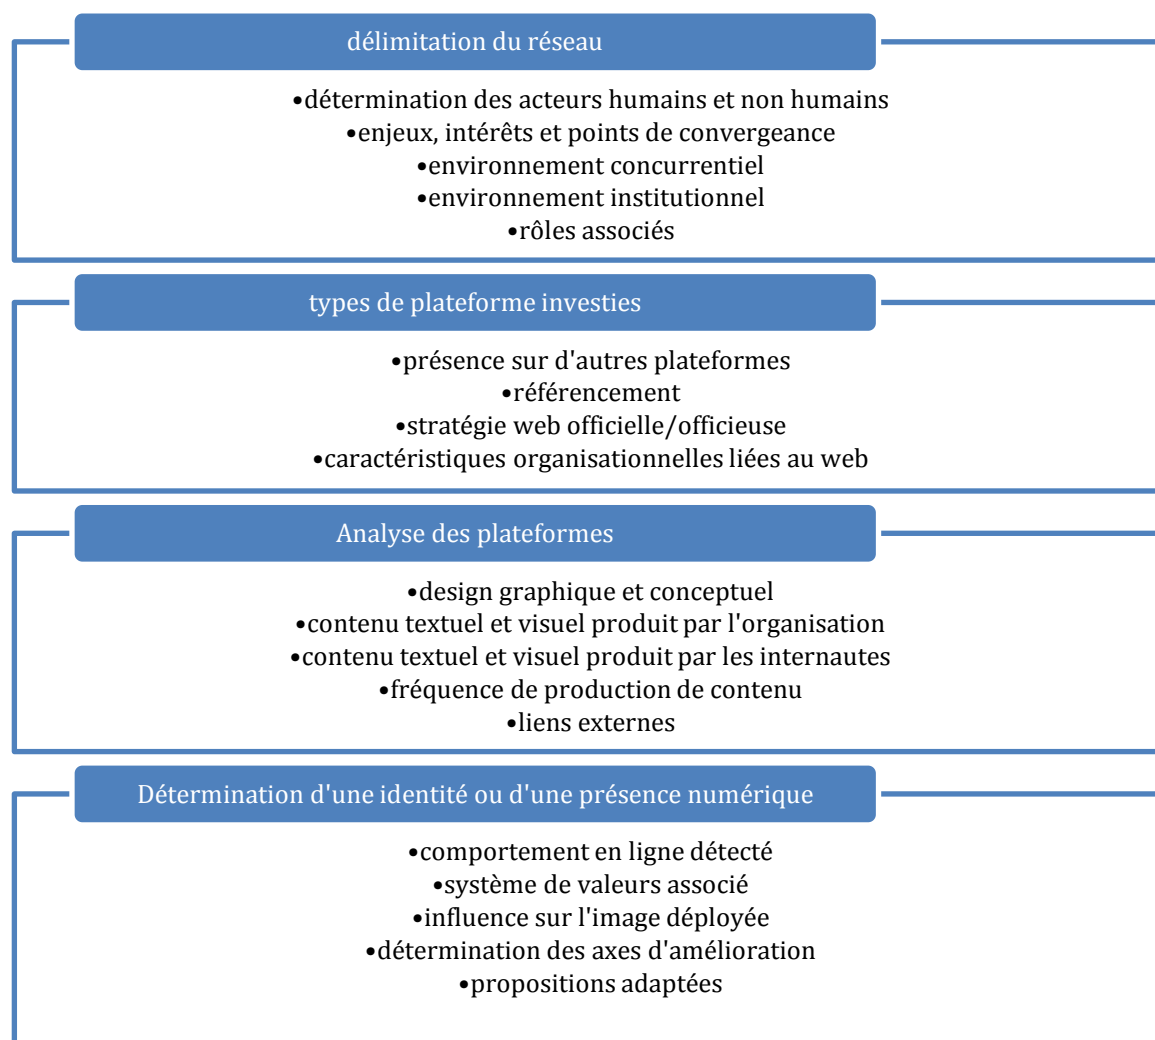 délimitation du réseau
•détermination des acteurs humains et non humains
•enjeux, intérêts et points de convergeance
•environnement concurrentiel
•environnement institutionnel
•rôles associés
types de plateforme investies
•présence sur d'autres plateformes
•référencement
•stratégie web officielle/officieuse
•caractéristiques organisationnelles liées au web
Analyse des plateformes
•design graphique et conceptuel
•contenu textuel et visuel produit par l'organisation
•contenu textuel et visuel produit par les internautes
•fréquence de production de contenu
•liens externes
Détermination d'une identité ou d'une présence numérique
•comportement en ligne détecté
•système de valeurs associé
•influence sur l'image déployée
•détermination des axes d'amélioration
•propositions adaptées